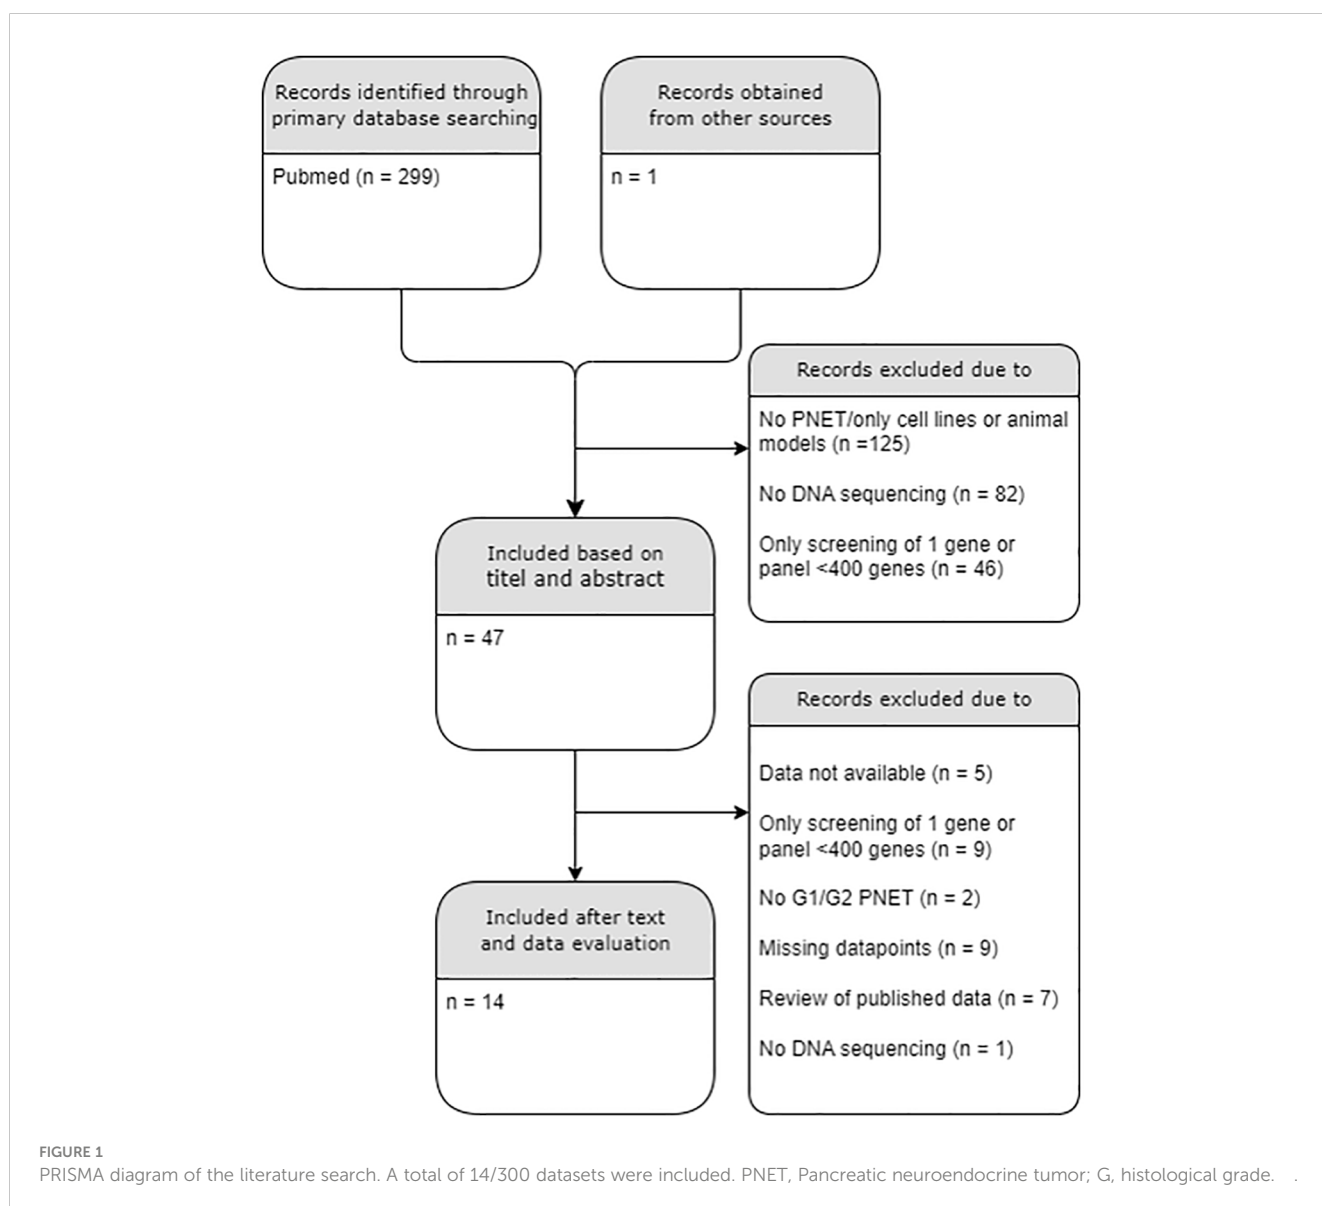 Records identified through
primary database searching
Pubmed (n = 299)
Records obtained
from other sources
n = 1
Records excluded due to
No PNET/only cell lines or animal
models (n =125)
No DNA sequencing (n = 82)
Only screening of 1 gene or
panel <400 genes (n = 46)
Included based on
titel and abstract
n = 47
Records excluded due to
Data not available (n = 5)
Only screening of 1 gene or
panel <400 genes (n = 9)
No G1/G2 PNET (n = 2)
Missing datapoints (n = 9)
Review of published data (n = 7)
No DNA sequencing (n = 1)
Included after text
and data evaluation
n = 14
FIGURE 1
PRISMA diagram of the literature search. A total of 14/300 datasets were included. PNET, Pancreatic neuroendocrine tumor; G, histological grade. .